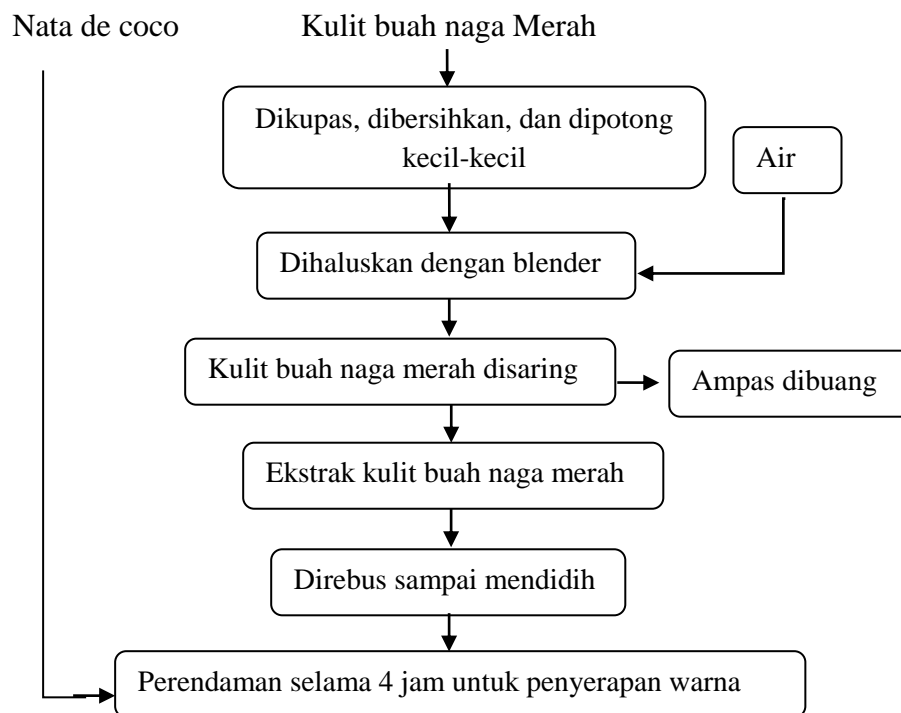 Nata de coco
Kulit buah naga Merah
Dikupas, dibersihkan, dan dipotong
kecil-kecil
Air
Dihaluskan dengan blender
Kulit buah naga merah disaring
Ampas dibuang
Ekstrak kulit buah naga merah
Direbus sampai mendidih
Perendaman selama 4 jam untuk penyerapan warna